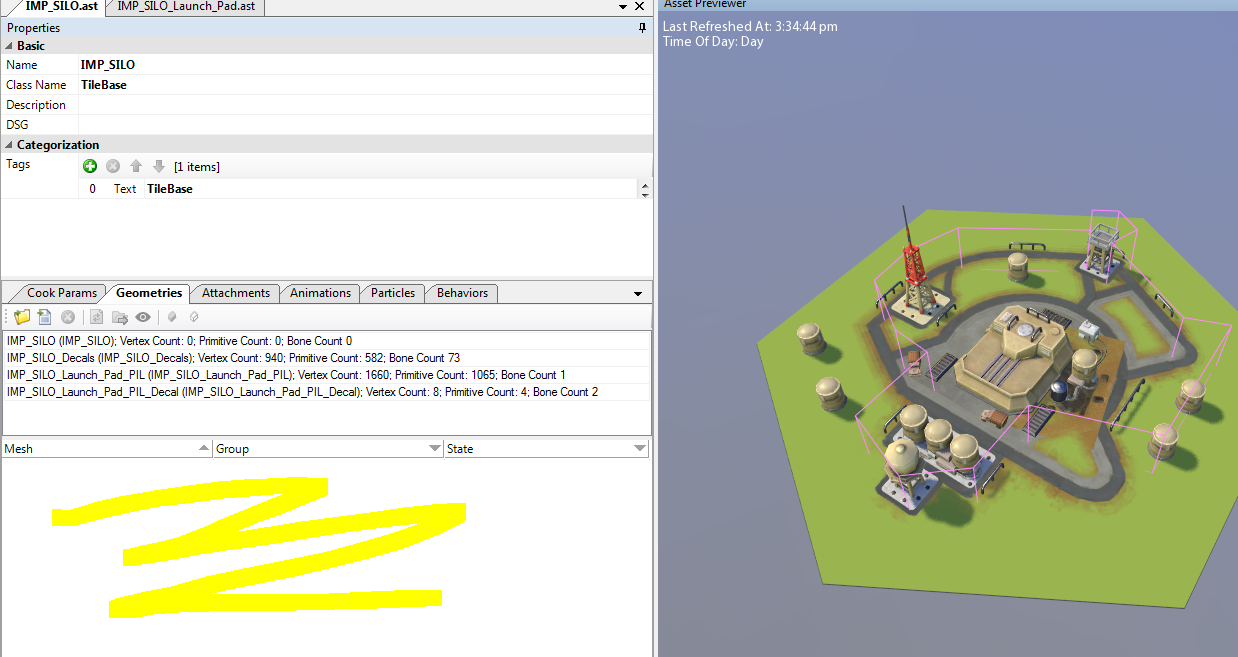 IMP_SILO.ast IMP_SILO_Launch_Pad.ast
Properties
Basic
Name IMP_SILO
Class Name TileBase
Description
DSG
Categorization
Tags [1 items]
0 Text TileBase
Cook Params Geometries Attachments Animations Particles Behaviors
IMP_SILO (IMP_SILO); Vertex Count: 0; Primitive Count: 0; Bone Count 0
IMP_SILO_Decals (IMP_SILO_Decals); Vertex Count: 940; Primitive Count: 582; Bone Count 73
IMP_SILO_Launch_Pad_PIL (IMP_SILO_Launch_Pad_PIL); Vertex Count: 1660; Primitive Count: 1065; Bone Count 1
IMP_SILO_Launch_Pad_PIL_Decal (IMP_SILO_Launch_Pad_PIL_Decal); Vertex Count: 8; Primitive Count: 4; Bone Count 2
Mesh Group State
Asset Previewer
Last Refreshed At: 3:34:44 pm
Time Of Day: Day